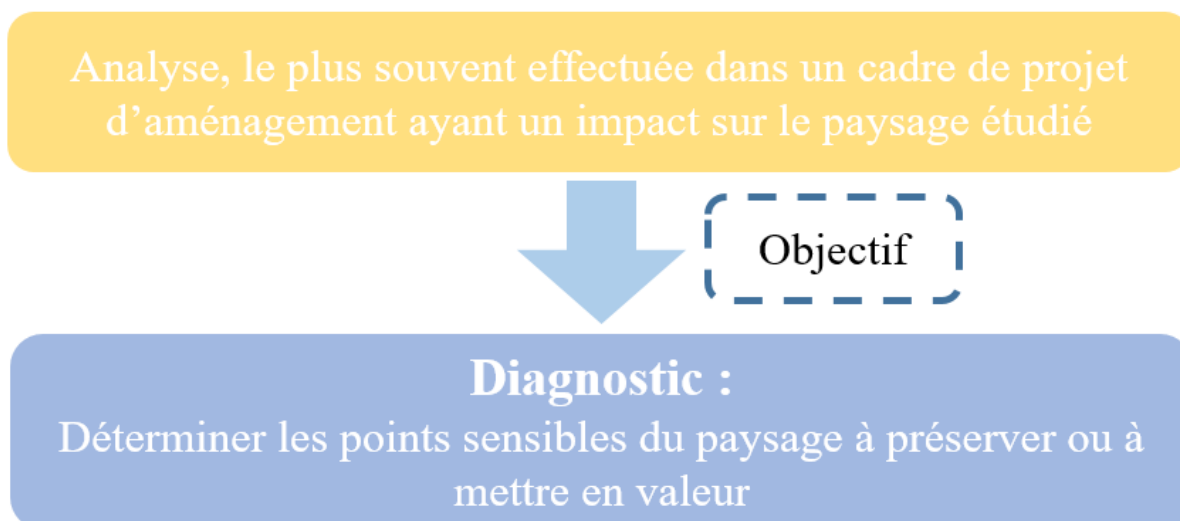 Analyse, le plus souvent effectuée dans un cadre de projet
d’aménagement ayant un impact sur le paysage étudié
Objectif
Diagnostic :
Déterminer les points sensibles du paysage à préserver ou à
mettre en valeur